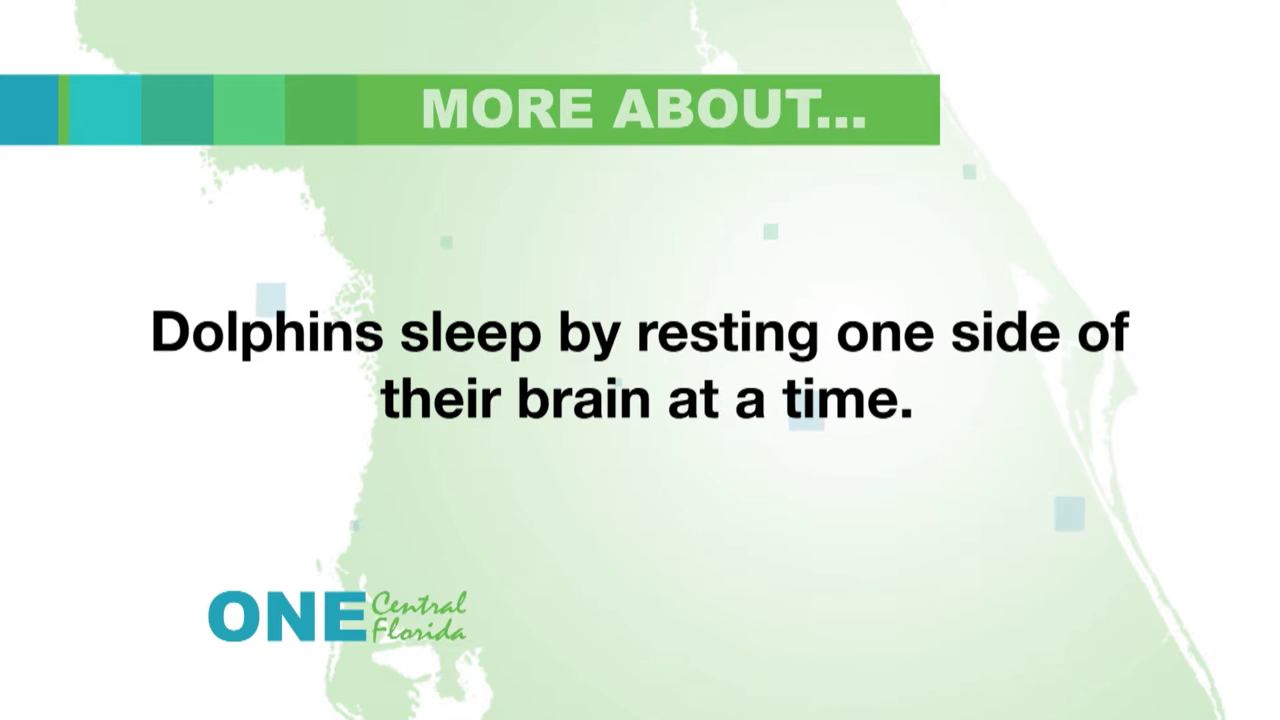 MORE ABOUT...
Dolphins sleep by resting one side of
their brain at a time.
ONE Central
Florida